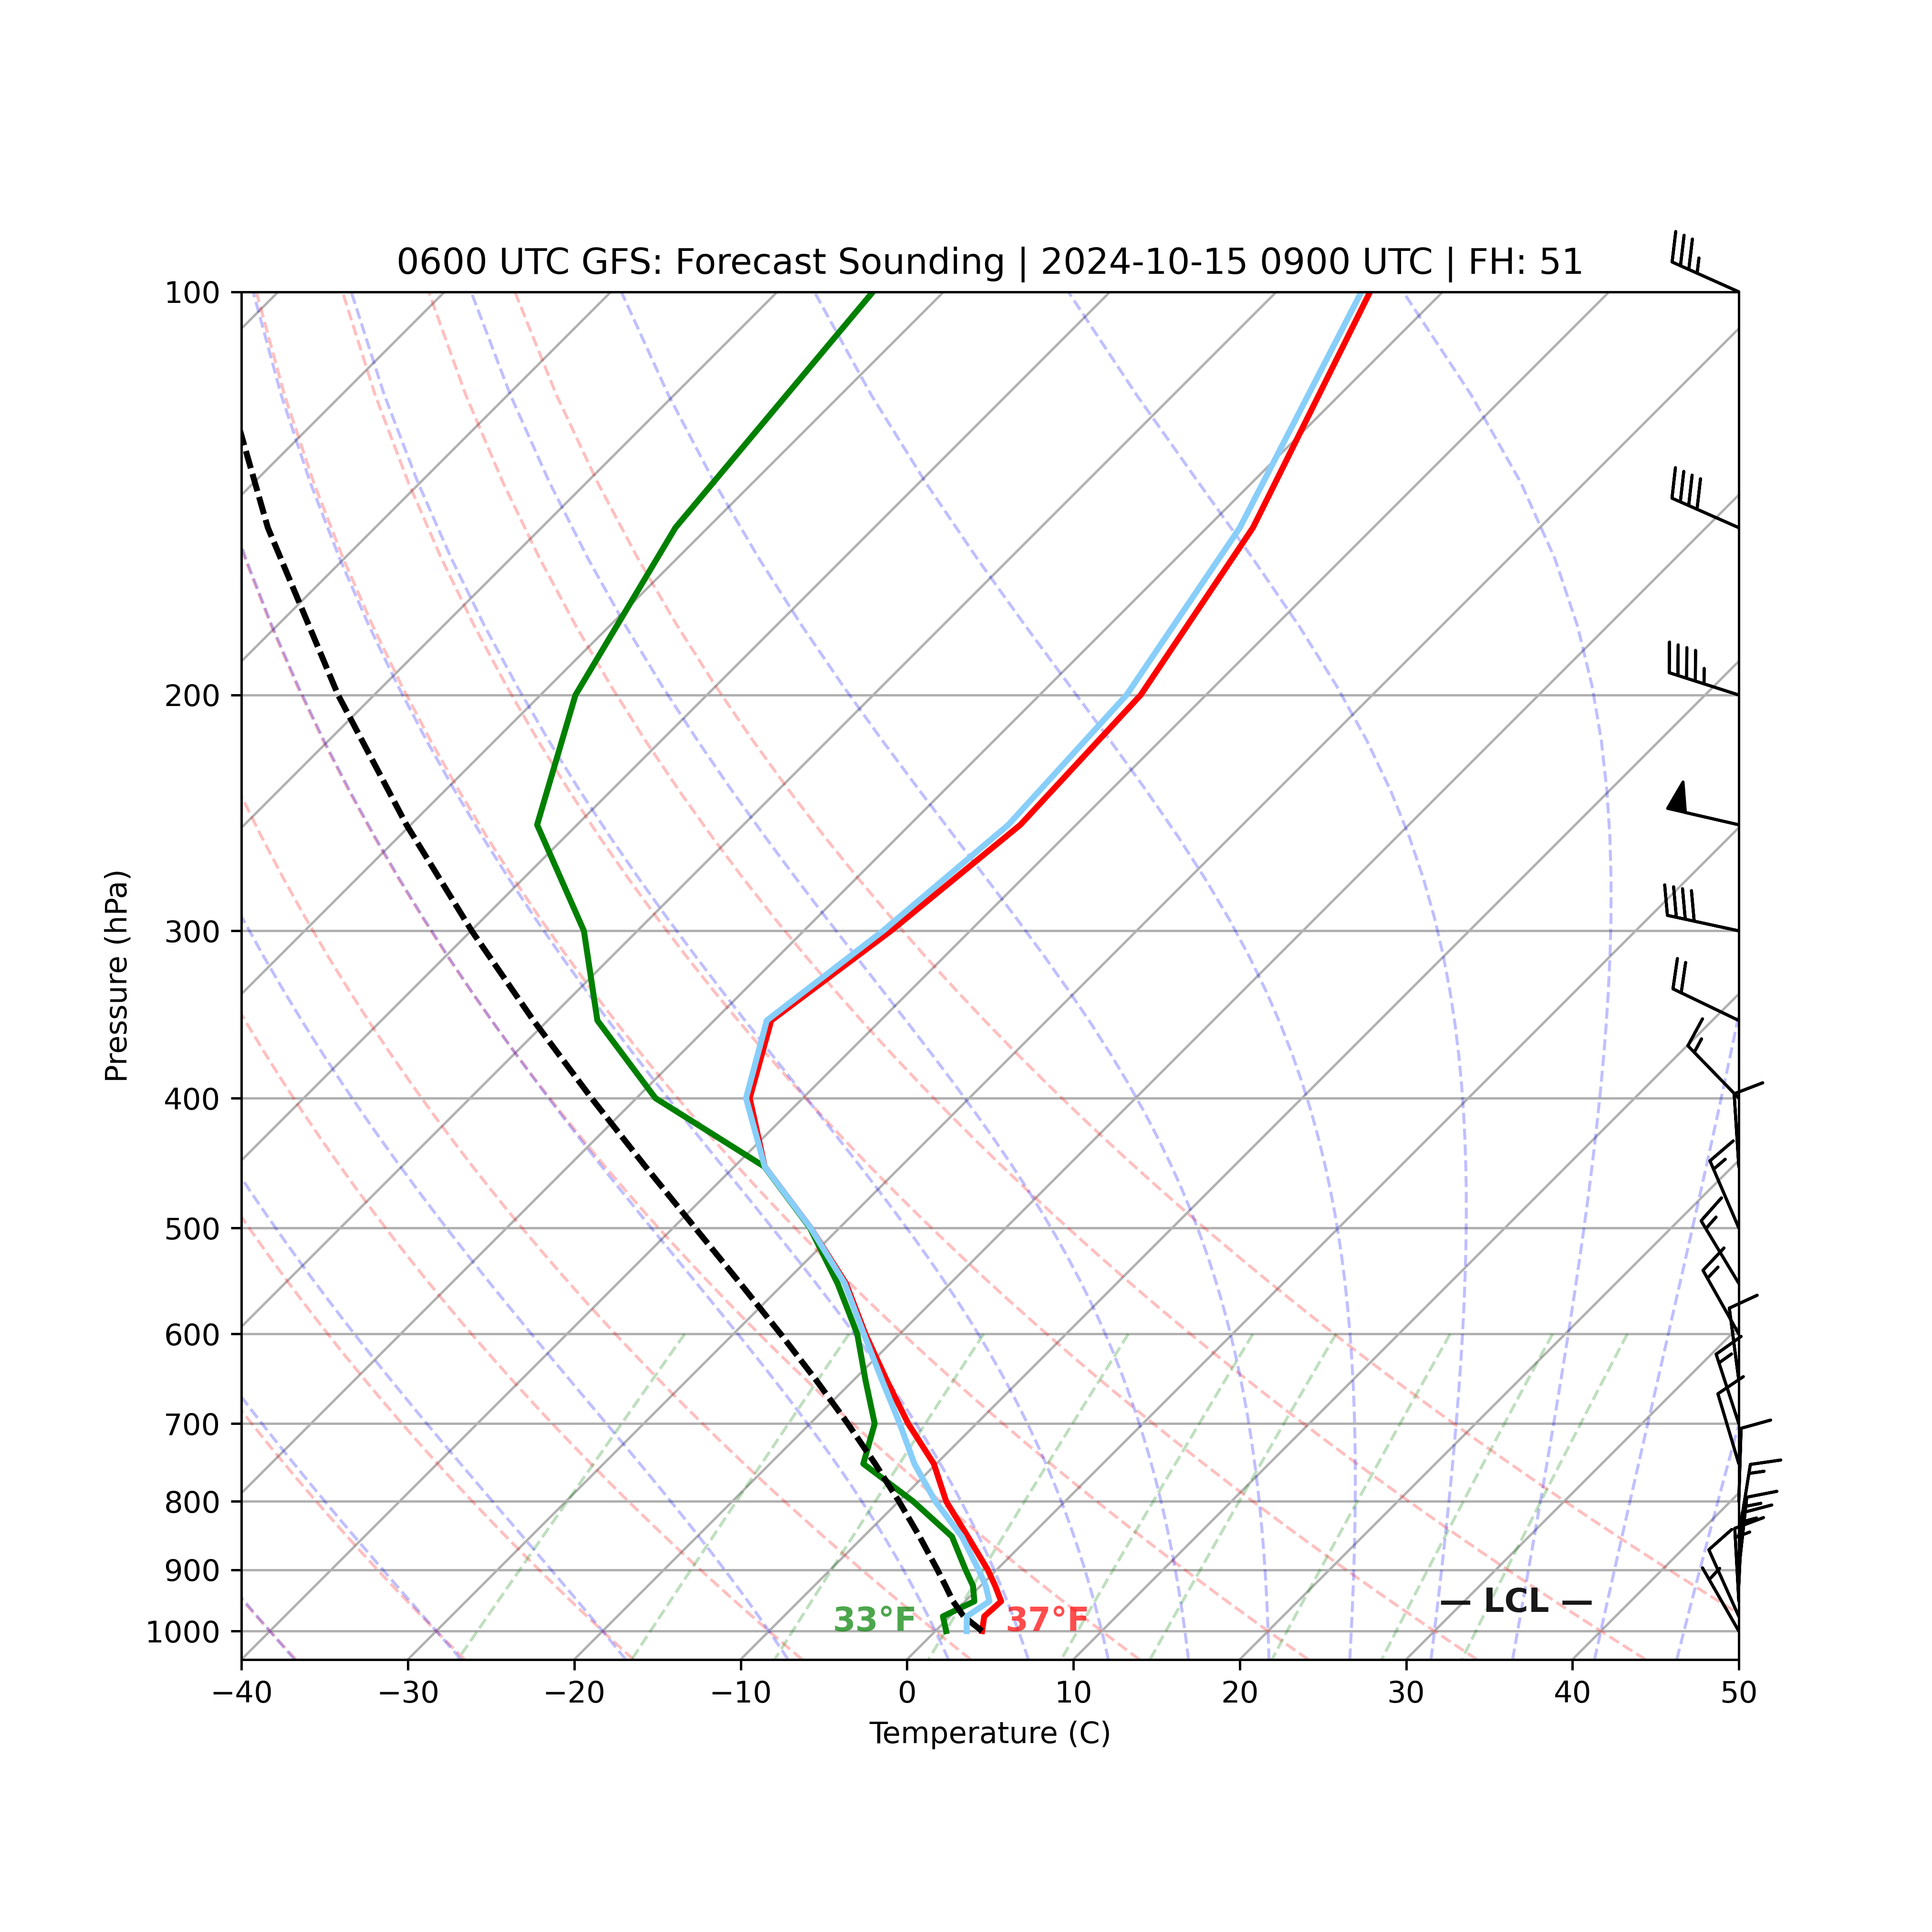 0600 UTC GFS: Forecast Sounding | 2024-10-15 0900 UTC | FH: 51
100
200
300
400
500
600
700
800
900
1000
Pressure (hPa)
33°F
37°F
— LCL —
−40 −30 −20 −10 0 10 20 30 40 50
Temperature (C)